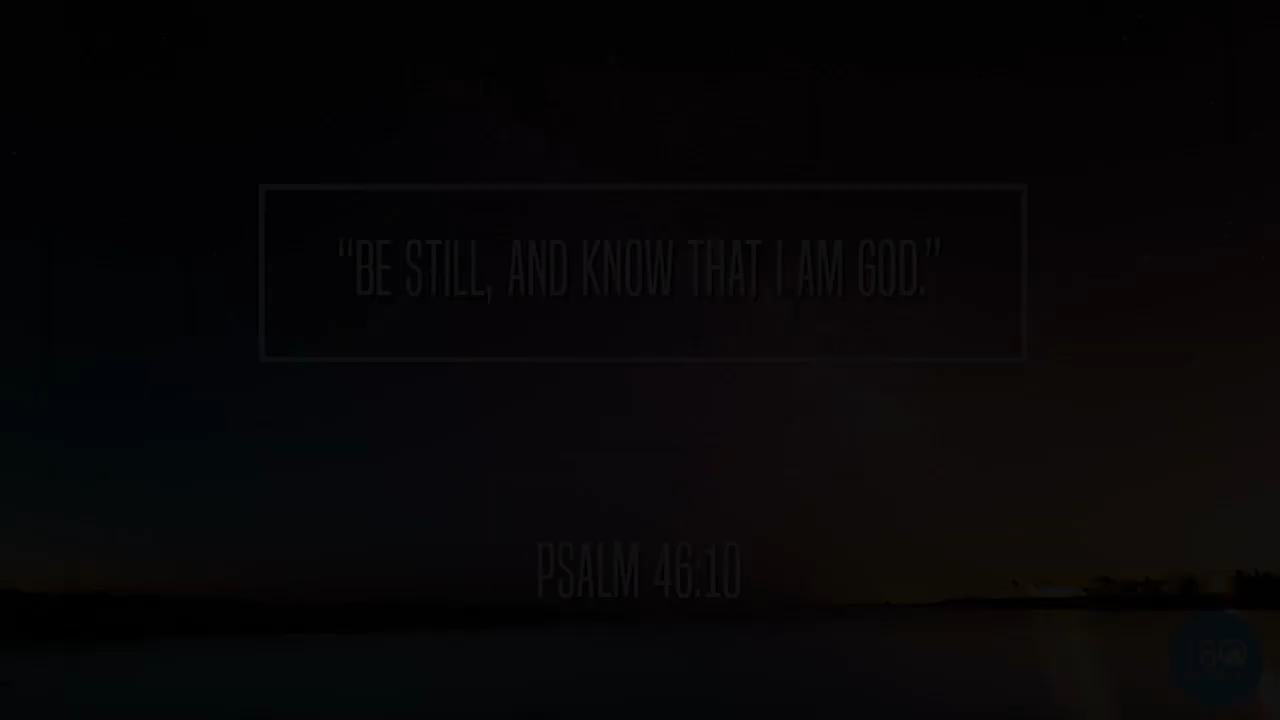 “BE STILL, AND KNOW THAT I AM GOD.”
PSALM 46:10